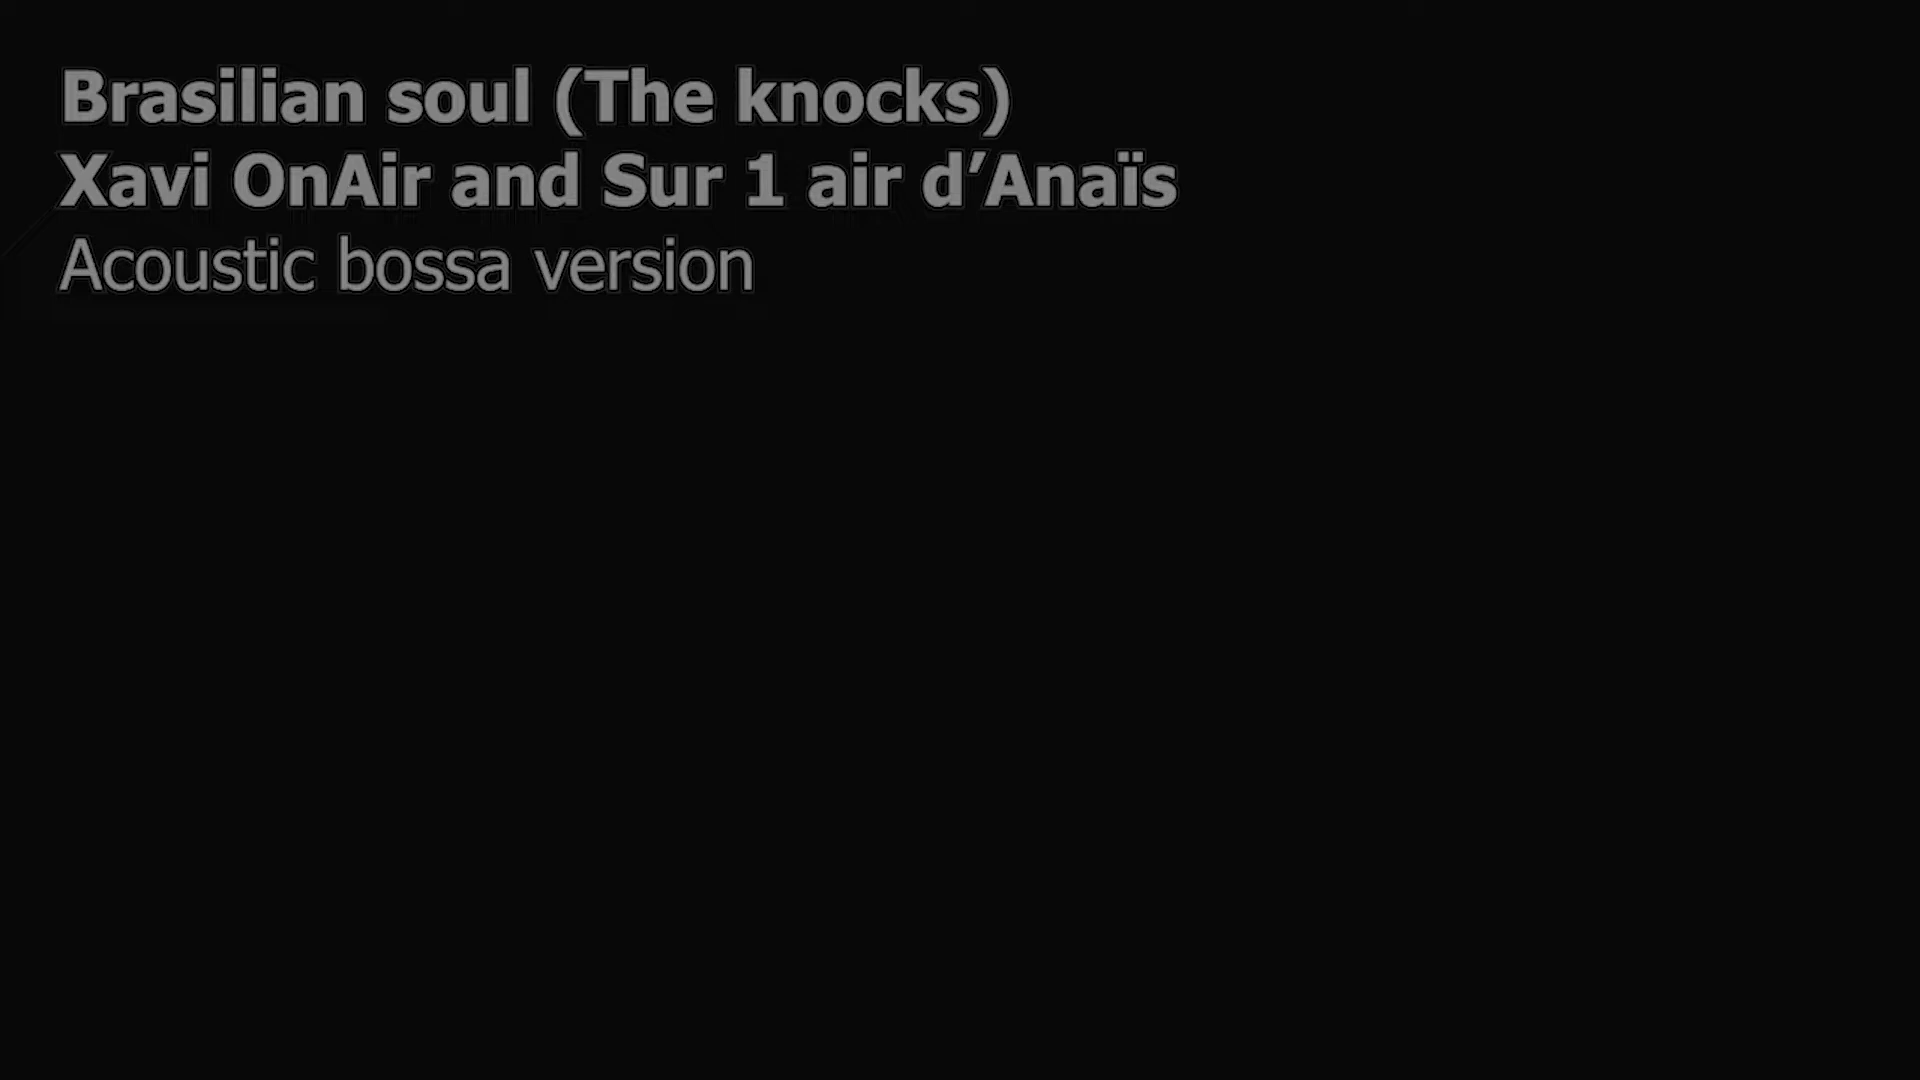 Brasilian soul (The knocks)
Xavi OnAir and Sur 1 air d’Anaïs
Acoustic bossa version